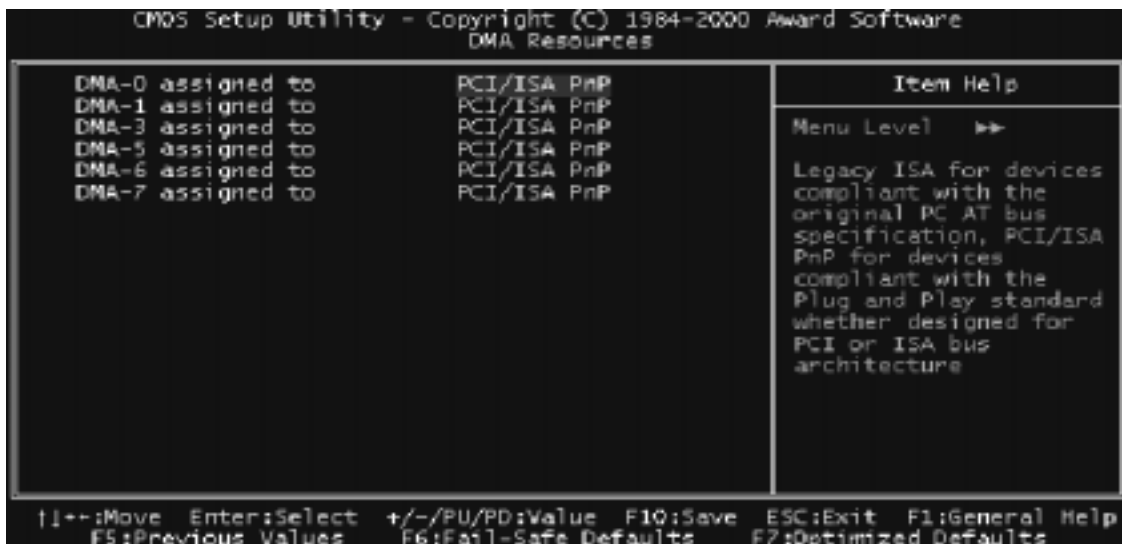 CMOS Setup Utility - Copyright (C) 1984-2000 Award Software
DMA Resources
DMA-0 assigned to PCI/ISA PnP
DMA-1 assigned to PCI/ISA PnP
DMA-3 assigned to PCI/ISA PnP
DMA-5 assigned to PCI/ISA PnP
DMA-6 assigned to PCI/ISA PnP
DMA-7 assigned to PCI/ISA PnP
Item Help
Menu Level ▶▶
Legacy ISA for devices
compliant with the
original PC AT bus
specification, PCI/ISA
PnP for devices
compliant with the
Plug and Play standard
whether designed for
PCI or ISA bus
architecture
↑↓←→:Move Enter:Select +/-/PU/PD:Value F10:Save ESC:Exit F1:General Help
F5:Previous Values F6:Fail-Safe Defaults F7:Optimized Defaults